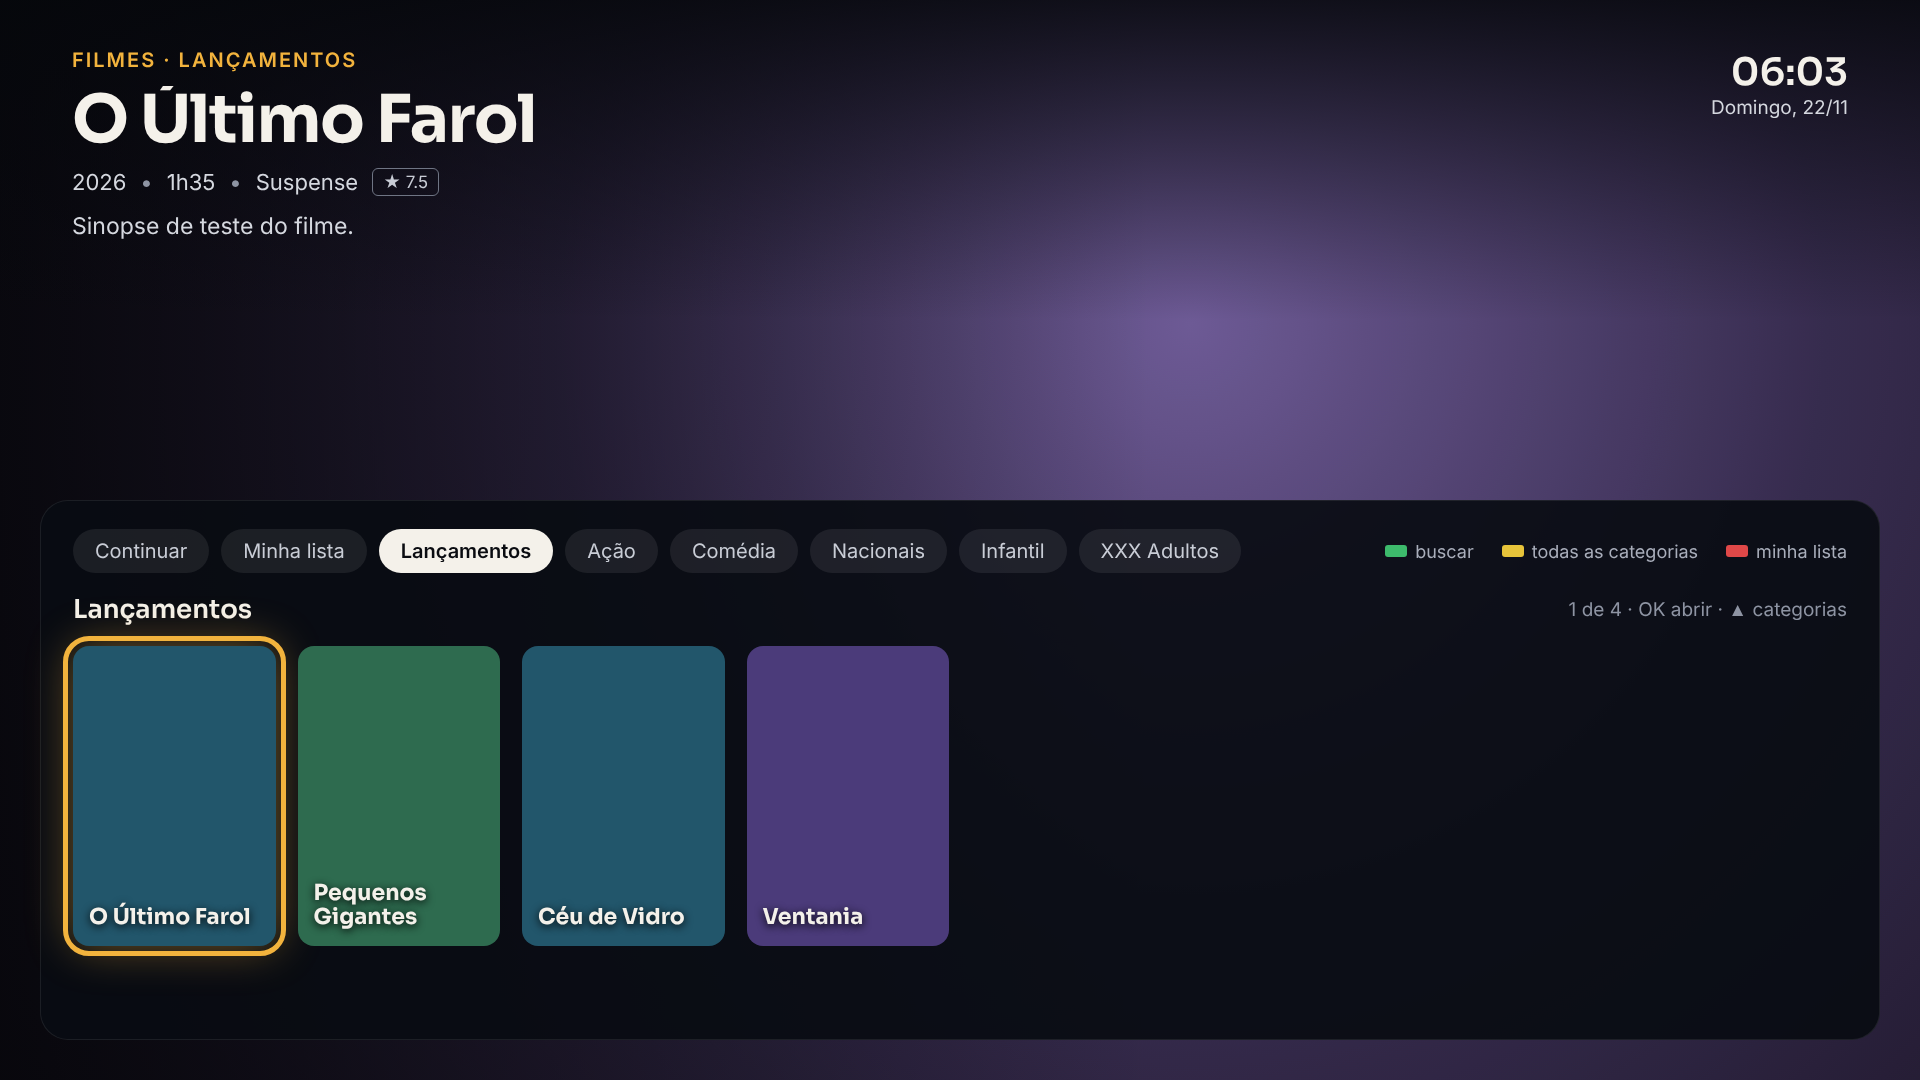 FILMES · LANÇAMENTOS
O Último Farol
2026 • 1h35 • Suspense ★ 7.5
Sinopse de teste do filme.
06:03
Domingo, 22/11
Continuar Minha lista Lançamentos Ação Comédia Nacionais Infantil XXX Adultos buscar todas as categorias minha lista
Lançamentos
1 de 4 · OK abrir · ▲ categorias
O Último Farol
Pequenos
Gigantes
Céu de Vidro
Ventania